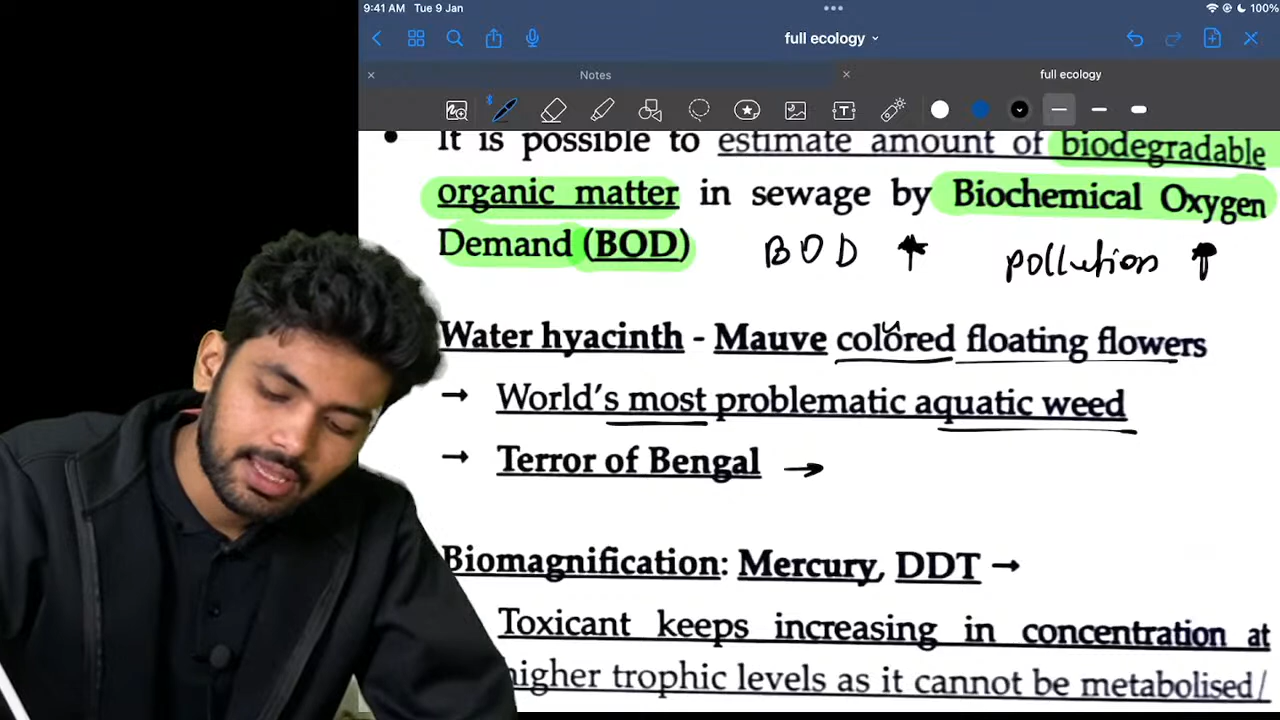 9:41 AM Tue 9 Jan
100%
full ecology
Notes
full ecology
T
It is possible to estimate amount of biodegradable
organic matter in sewage by Biochemical Oxygen
Demand (BOD) BOD pollution
Water hyacinth - Mauve colored floating flowers
→ World's most problematic aquatic weed
→ Terror of Bengal →
Biomagnification: Mercury, DDT →
Toxicant keeps increasing in concentration at
higher trophic levels as it cannot be metabolised/